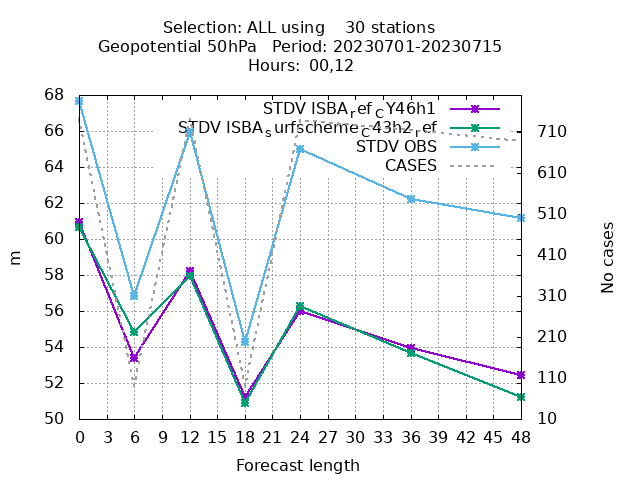 Selection: ALL using    30 stations
Geopotential 50hPa   Period: 20230701-20230715
Hours:  00,12
STDV ISBA_ref_CY46h1
STDV ISBA_surfscheme_C43h2_ref
STDV OBS
CASES
68
66
64
62
60
58
56
54
52
50
710
610
510
410
310
210
110
10
m
No cases
0 3 6 9 12 15 18 21 24 27 30 33 36 39 42 45 48
Forecast length